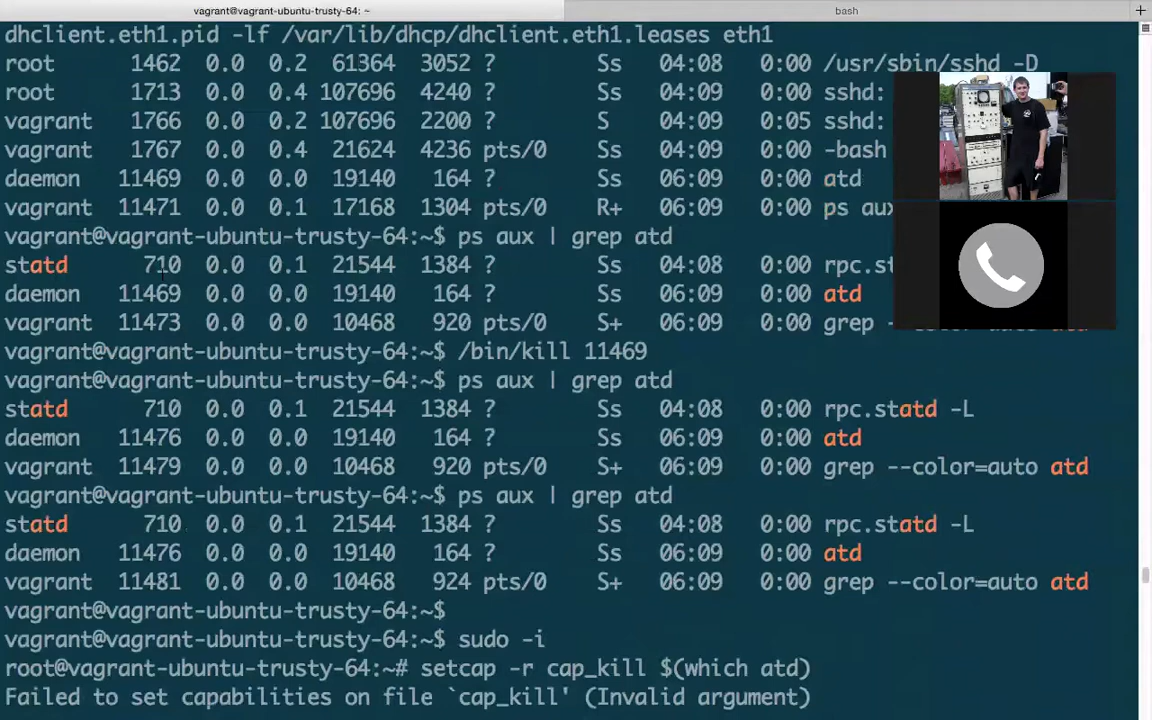 vagrant@vagrant-ubuntu-trusty-64: ~
bash
dhclient.eth1.pid -lf /var/lib/dhcp/dhclient.eth1.leases eth1
root 1462 0.0 0.2 61364 3052 ? Ss 04:08 0:00 /usr/sbin/sshd -D
root 1713 0.0 0.4 107696 4240 ? Ss 04:09 0:00 sshd:
vagrant 1766 0.0 0.2 107696 2200 ? S 04:09 0:05 sshd:
vagrant 1767 0.0 0.4 21624 4236 pts/0 Ss 04:09 0:00 -bash
daemon 11469 0.0 0.0 19140 164 ? Ss 06:09 0:00 atd
vagrant 11471 0.0 0.1 17168 1304 pts/0 R+ 06:09 0:00 ps aux
vagrant@vagrant-ubuntu-trusty-64:~$ ps aux | grep atd
statd 710 0.0 0.1 21544 1384 ? Ss 04:08 0:00 rpc.st
daemon 11469 0.0 0.0 19140 164 ? Ss 06:09 0:00 atd
vagrant 11473 0.0 0.1 10468 920 pts/0 S+ 06:09 0:00 grep
vagrant@vagrant-ubuntu-trusty-64:~$ /bin/kill 11469
vagrant@vagrant-ubuntu-trusty-64:~$ ps aux | grep atd
statd 710 0.0 0.1 21544 1384 ? Ss 04:08 0:00 rpc.statd -L
daemon 11476 0.0 0.0 19140 164 ? Ss 06:09 0:00 atd
vagrant 11479 0.0 0.0 10468 920 pts/0 S+ 06:09 0:00 grep --color=auto atd
vagrant@vagrant-ubuntu-trusty-64:~$ ps aux | grep atd
statd 710 0.0 0.1 21544 1384 ? Ss 04:08 0:00 rpc.statd -L
daemon 11476 0.0 0.0 19140 164 ? Ss 06:09 0:00 atd
vagrant 11481 0.0 0.0 10468 924 pts/0 S+ 06:09 0:00 grep --color=auto atd
vagrant@vagrant-ubuntu-trusty-64:~$
vagrant@vagrant-ubuntu-trusty-64:~$ sudo -i
root@vagrant-ubuntu-trusty-64:~# setcap -r cap_kill $(which atd)
Failed to set capabilities on file `cap_kill' (Invalid argument)